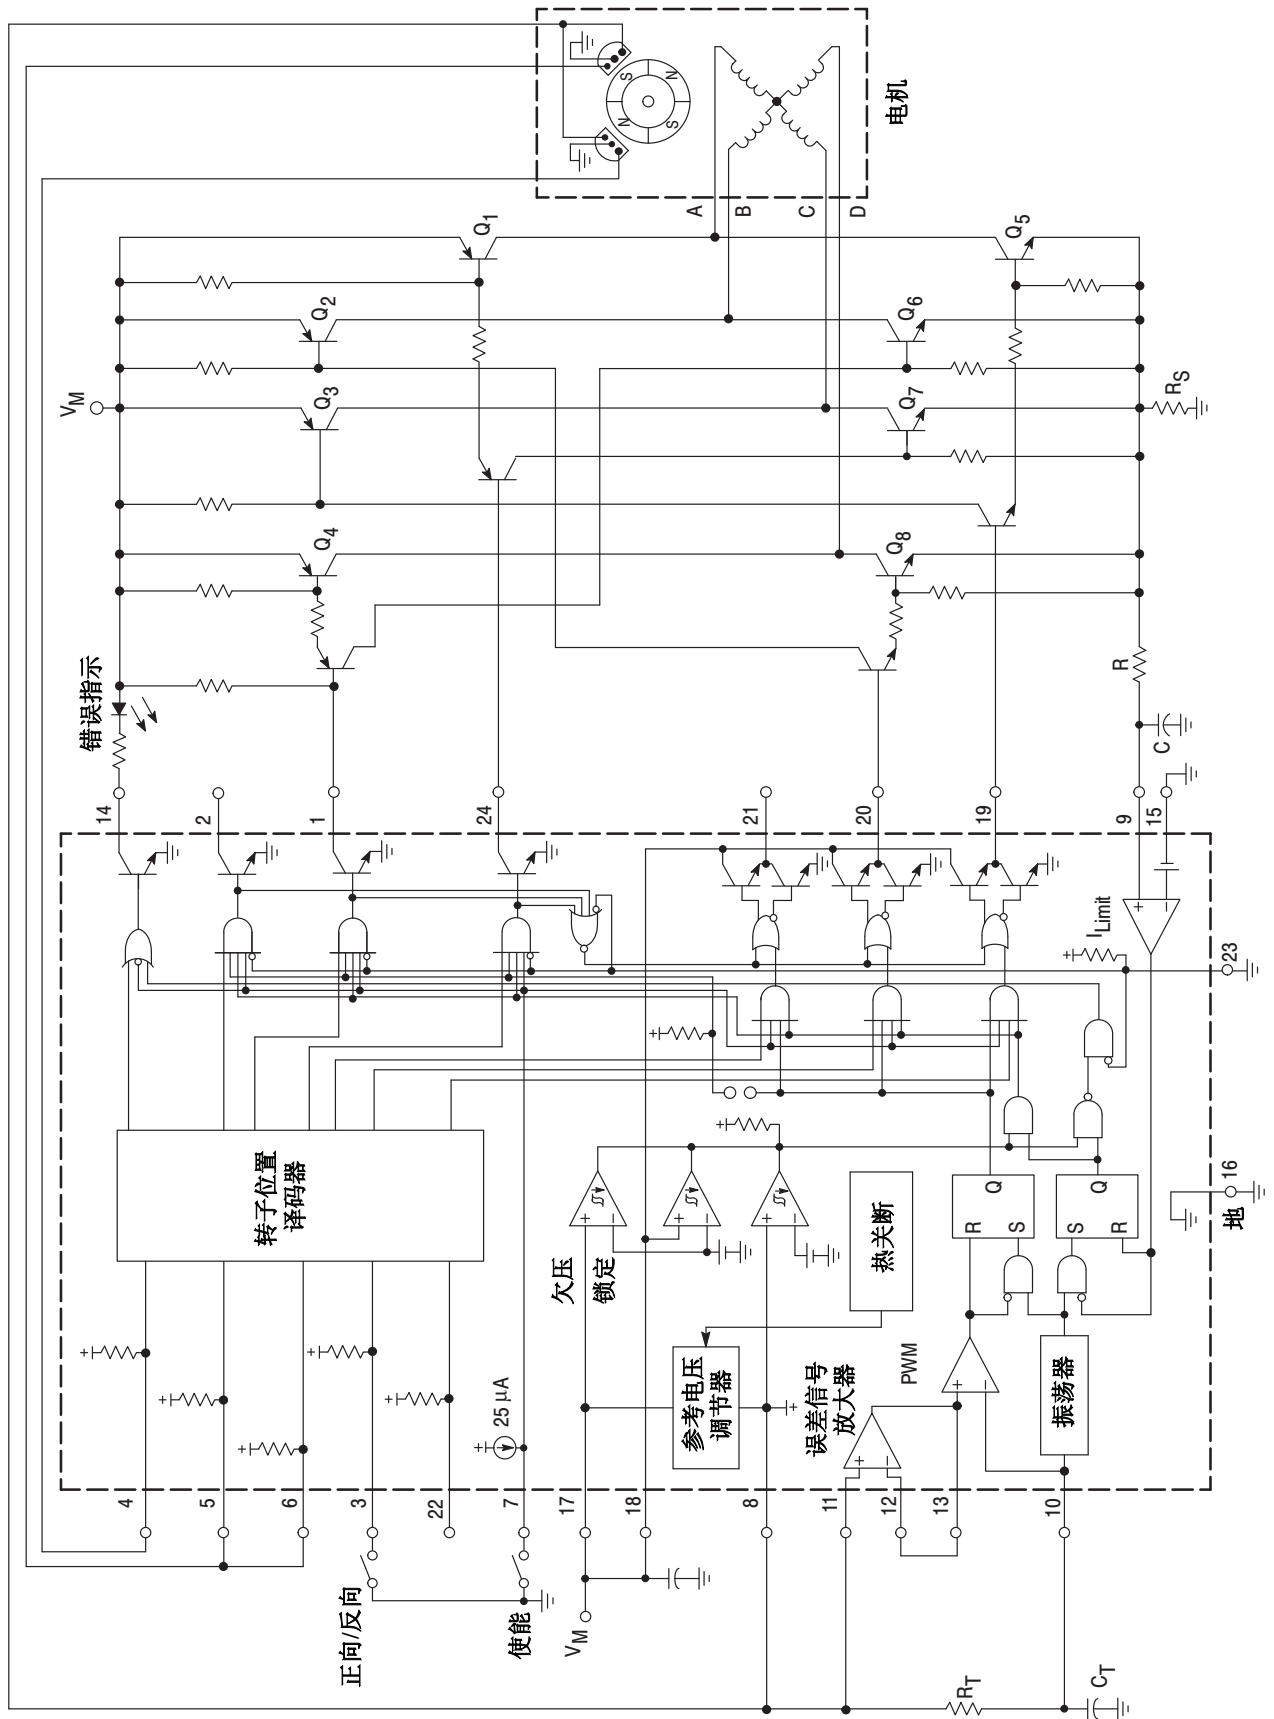 电机
S
N
N
S
A
B
C
D
Q1
Q2
Q3
Q4
Q5
Q6
Q7
Q8
VM
RS
错误指示
R
C
14
2
1
24
21
20
19
9
15
ILimit
23
16
地
转子位置
译码器
欠压
锁定
热关断
参考电压
调节器
误差信号
放大器
PWM
振荡器
R
S
Q
S
R
Q
25 μA
4
5
6
3
22
7
17
18
8
11
12
13
10
正向/反向
使能
VM
RT
CT